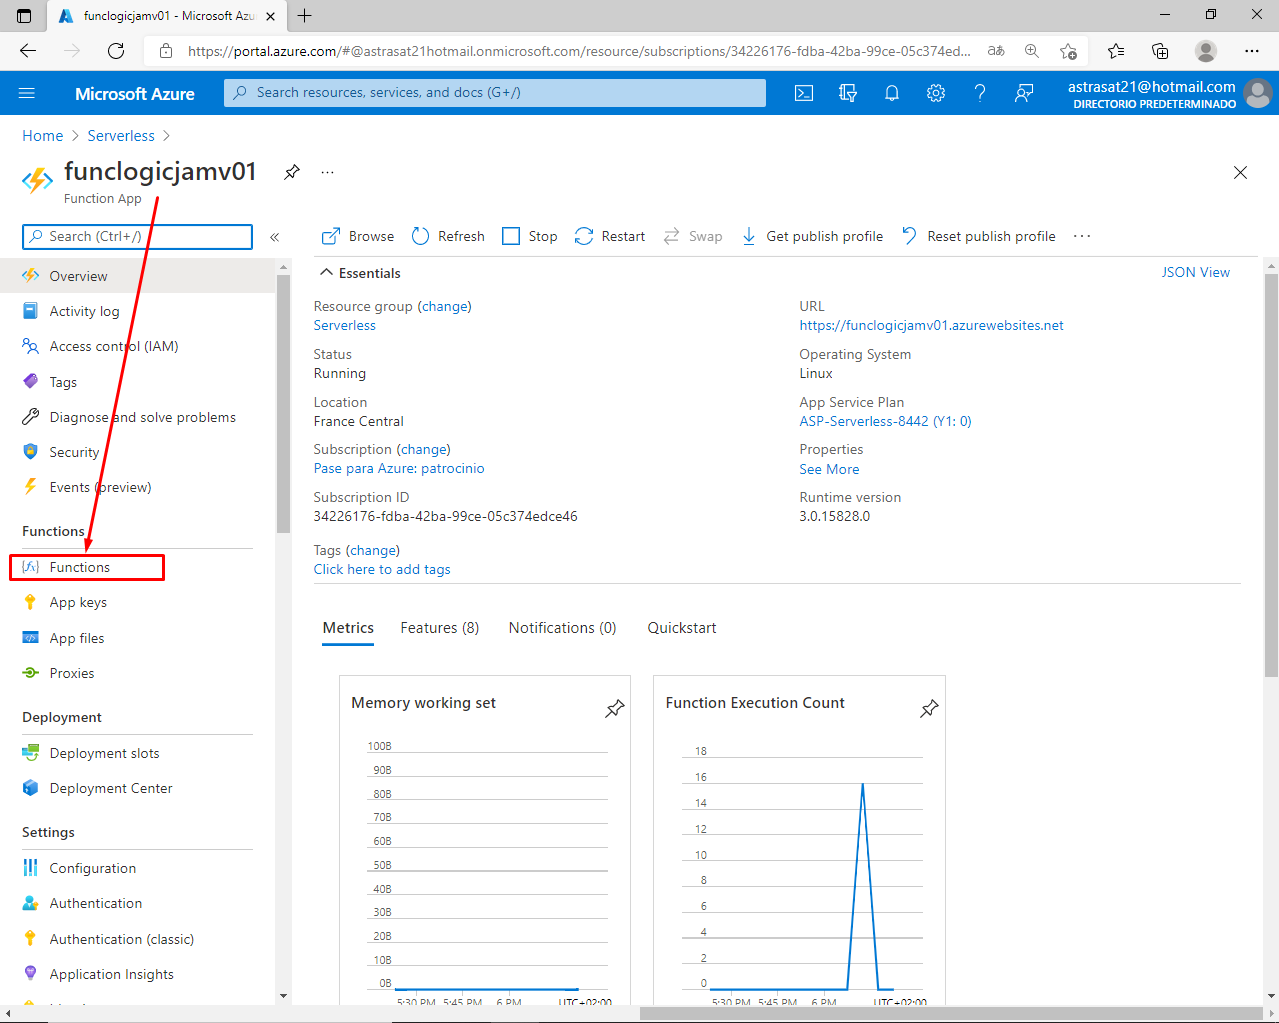 funclogicjamv01 - Microsoft Azu
https://portal.azure.com/#@astrasat21hotmail.onmicrosoft.com/resource/subscriptions/34226176-fdba-42ba-99ce-05c374ed...
aあ
Microsoft Azure
Search resources, services, and docs (G+/)
astrasat21@hotmail.com
DIRECTORIO PREDETERMINADO
Home > Serverless >
funclogicjamv01
Function App
Search (Ctrl+/)
Browse Refresh Stop Restart Swap Get publish profile Reset publish profile
Overview
Activity log
Access control (IAM)
Tags
Diagnose and solve problems
Security
Events (preview)
Functions
Functions
App keys
App files
Proxies
Deployment
Deployment slots
Deployment Center
Settings
Configuration
Authentication
Authentication (classic)
Application Insights
Essentials
JSON View
Resource group (change)
Serverless
Status
Running
Location
France Central
Subscription (change)
Pase para Azure: patrocinio
Subscription ID
34226176-fdba-42ba-99ce-05c374edce46
URL
https://funclogicjamv01.azurewebsites.net
Operating System
Linux
App Service Plan
ASP-Serverless-8442 (Y1: 0)
Properties
See More
Runtime version
3.0.15828.0
Tags (change)
Click here to add tags
Metrics Features (8) Notifications (0) Quickstart
Memory working set
100B
90B
80B
70B
60B
50B
40B
30B
20B
10B
0B
5:30 PM 5:45 PM 6 PM UTC+02:00
Function Execution Count
18
16
14
12
10
8
6
4
2
0
5:30 PM 5:45 PM 6 PM UTC+02:00